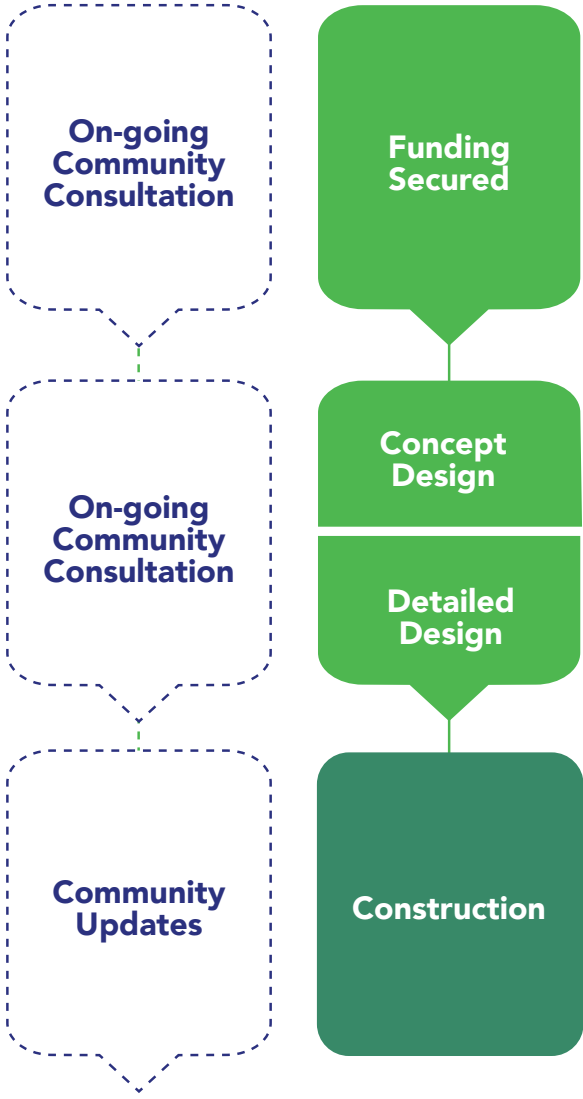 On-going
Community
Consultation
Funding
Secured
On-going
Community
Consultation
Concept
Design
Detailed
Design
Community
Updates
Construction